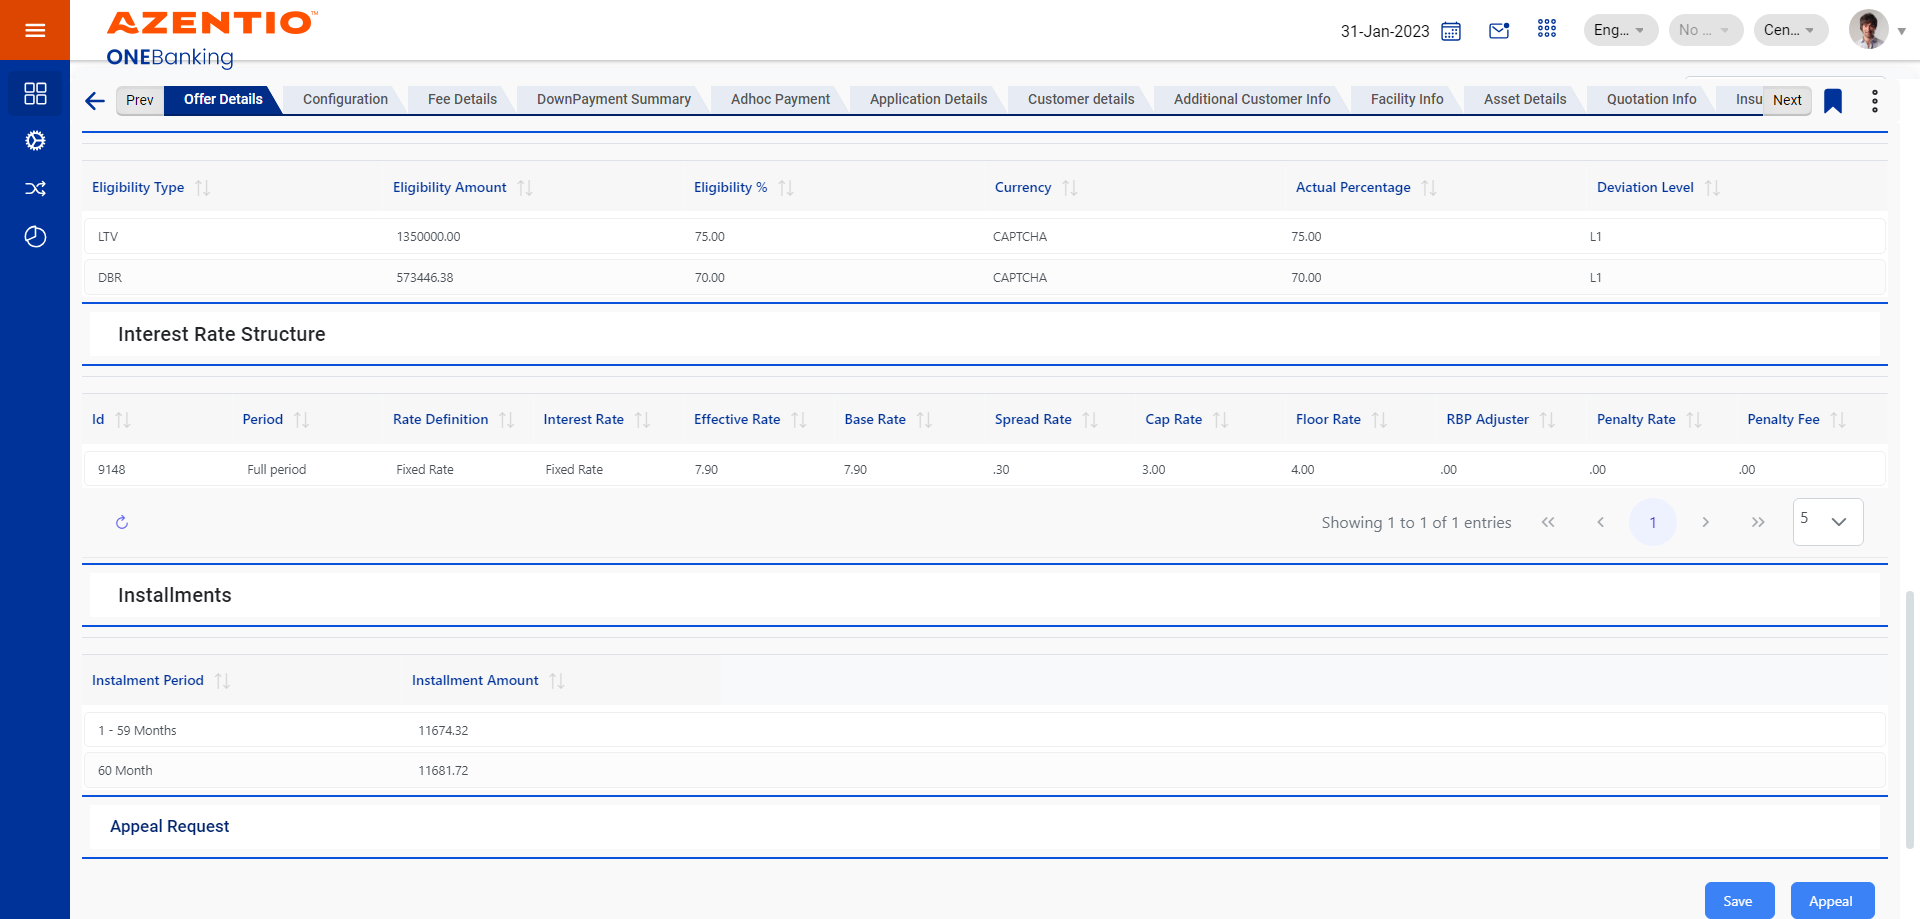 AZENTIO™
ONEBanking
31-Jan-2023
Eng...
No ...
Cen...
Prev
Offer Details
Configuration
Fee Details
DownPayment Summary
Adhoc Payment
Application Details
Customer details
Additional Customer Info
Facility Info
Asset Details
Quotation Info
Insu
Next
Eligibility Type Eligibility Amount Eligibility % Currency Actual Percentage Deviation Level
LTV 1350000.00 75.00 CAPTCHA 75.00 L1
DBR 573446.38 70.00 CAPTCHA 70.00 L1
Interest Rate Structure
Id Period Rate Definition Interest Rate Effective Rate Base Rate Spread Rate Cap Rate Floor Rate RBP Adjuster Penalty Rate Penalty Fee
9148 Full period Fixed Rate Fixed Rate 7.90 7.90 .30 3.00 4.00 .00 .00 .00
Showing 1 to 1 of 1 entries
1
5
Installments
Instalment Period Installment Amount
1 - 59 Months 11674.32
60 Month 11681.72
Appeal Request
Save
Appeal